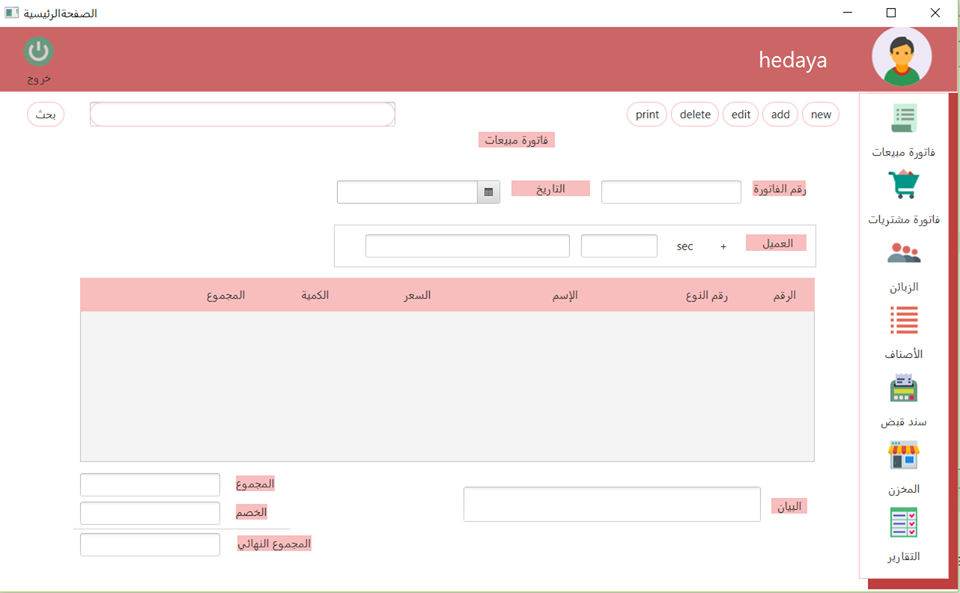 الصفحةالرئيسية
hedaya
خروج
new
add
edit
delete
print
بحث
فاتورة مبيعات
رقم الفاتورة
التاريخ
العميل
+
sec
الرقم
رقم النوع
الإسم
السعر
الكمية
المجموع
البيان
المجموع
الخصم
المجموع النهائي
فاتورة مبيعات
فاتورة مشتريات
الزبائن
الأصناف
سند قبض
المخزن
التقارير